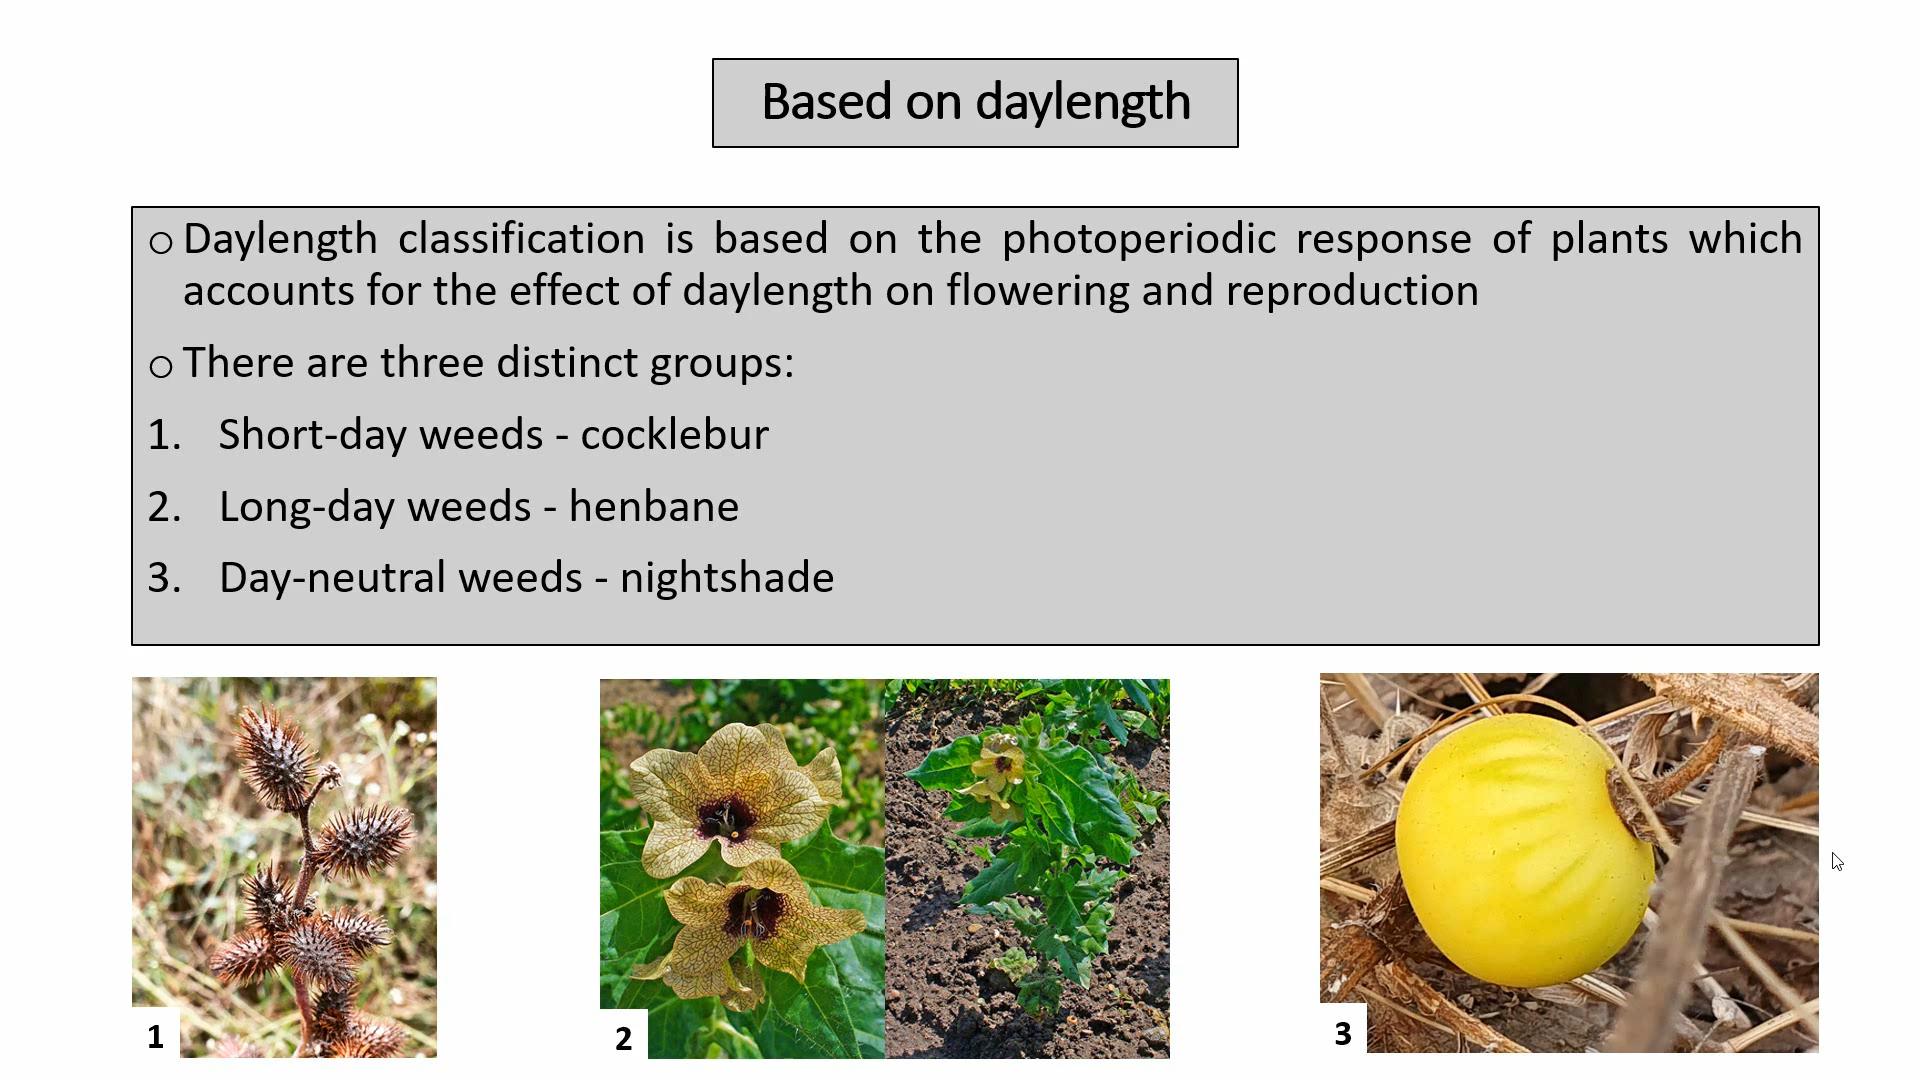 Based on daylength
○ Daylength classification is based on the photoperiodic response of plants which
accounts for the effect of daylength on flowering and reproduction
○ There are three distinct groups:
1. Short-day weeds - cocklebur
2. Long-day weeds - henbane
3. Day-neutral weeds - nightshade
1
2
3